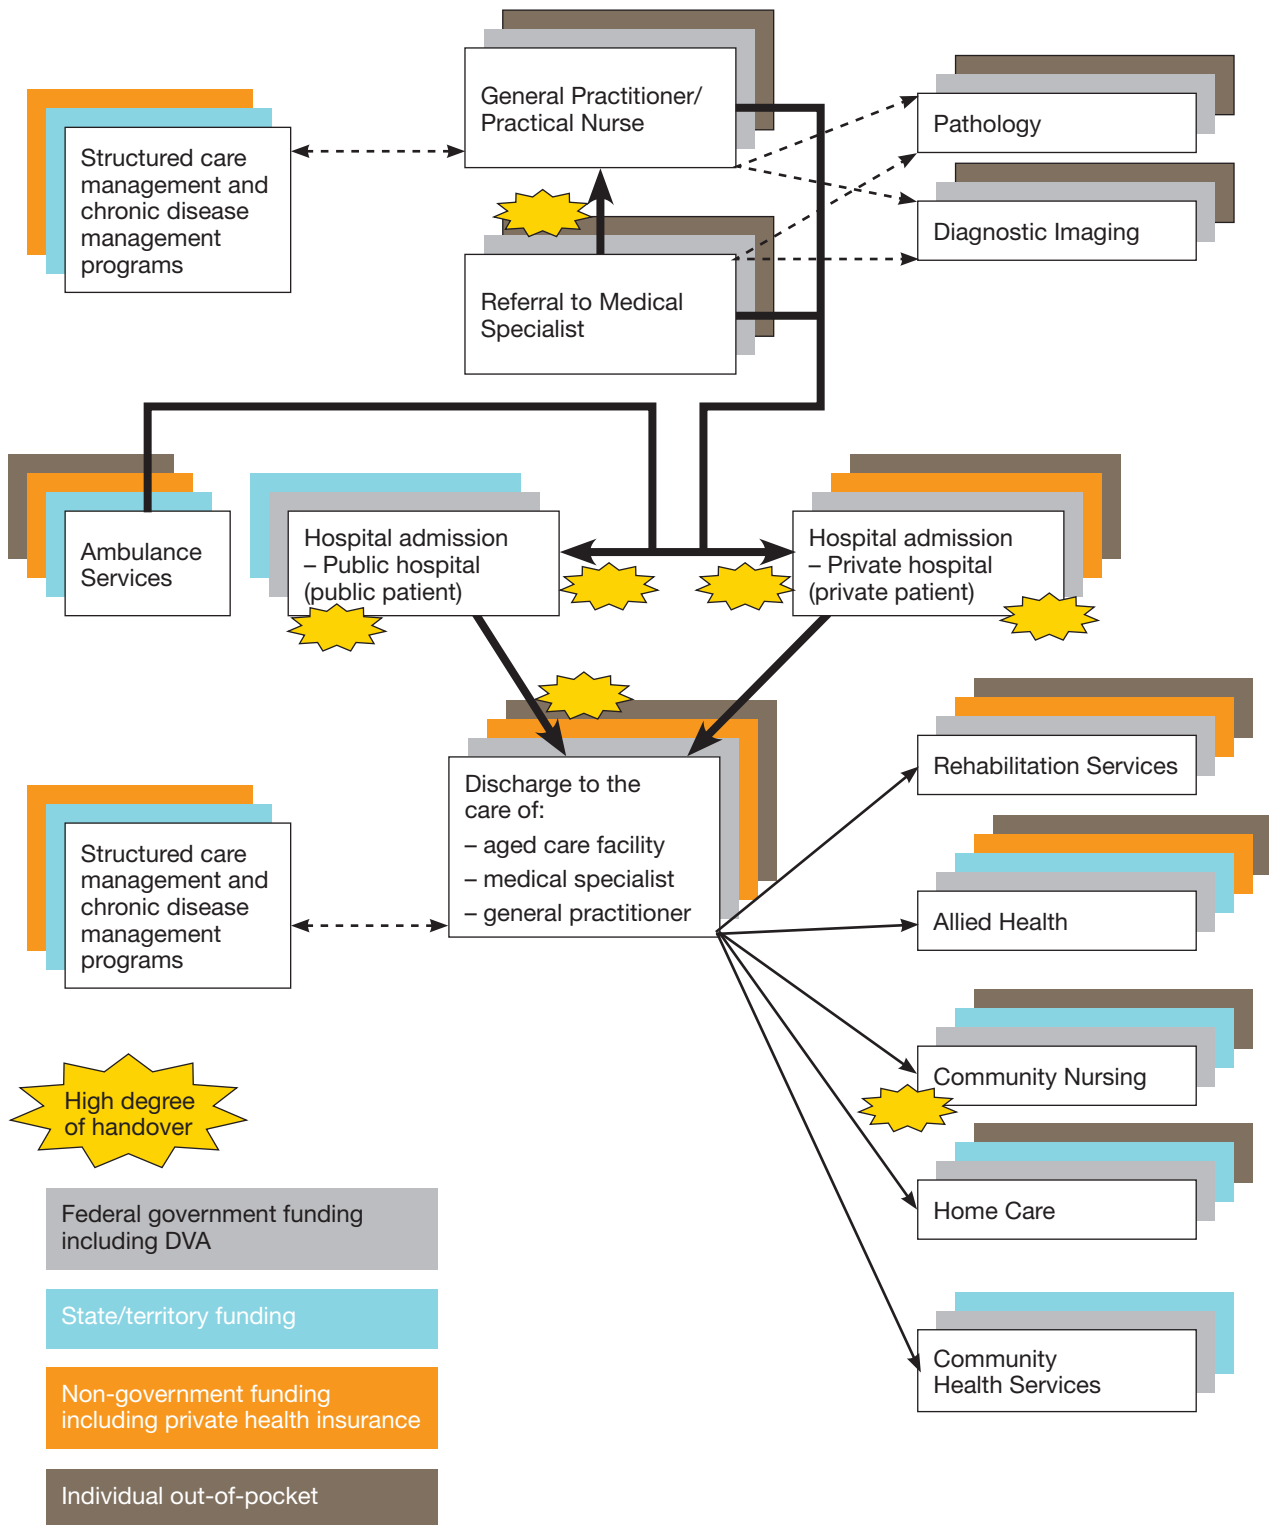 General Practitioner/
Practical Nurse
Pathology
Structured care
management and
chronic disease
management
programs
Diagnostic Imaging
Referral to Medical
Specialist
Ambulance
Services
Hospital admission
– Public hospital
(public patient)
Hospital admission
– Private hospital
(private patient)
Discharge to the
care of:
– aged care facility
– medical specialist
– general practitioner
Rehabilitation Services
Structured care
management and
chronic disease
management
programs
Allied Health
Community Nursing
Home Care
Community
Health Services
High degree
of handover
Federal government funding
including DVA
State/territory funding
Non-government funding
including private health insurance
Individual out-of-pocket